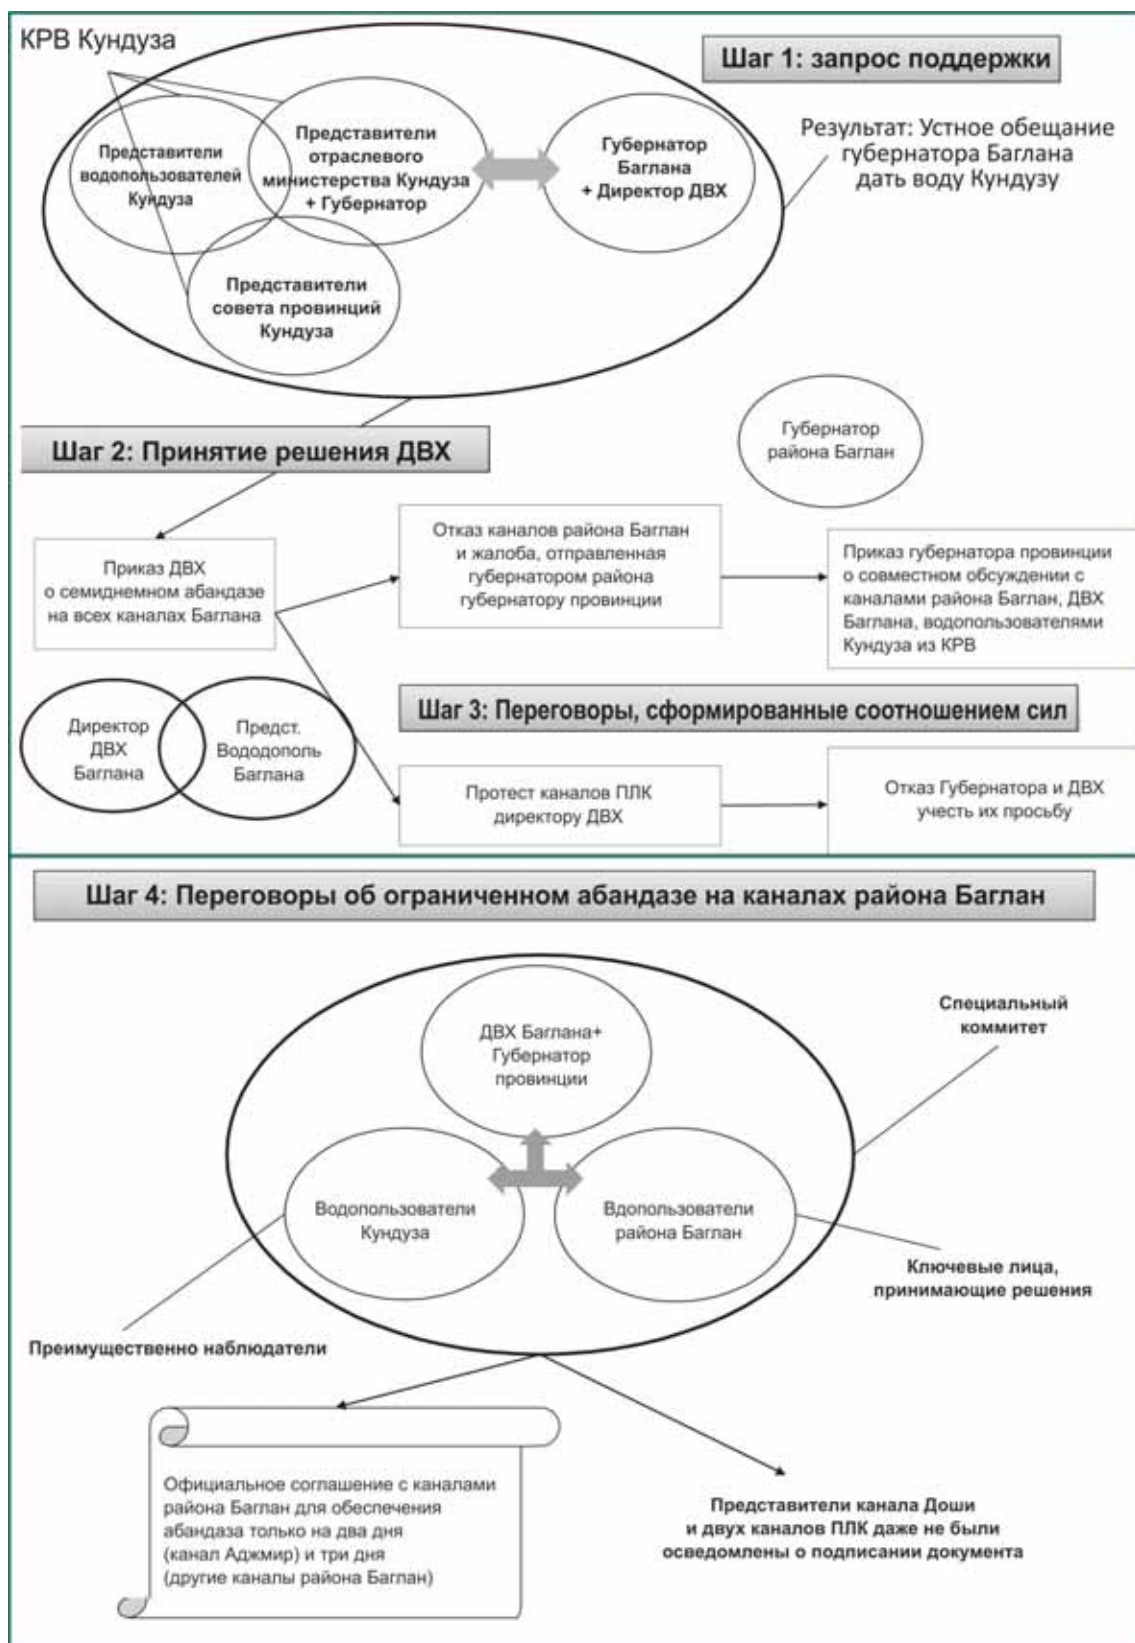 КРВ Кундуза
Шаг 1: запрос поддержки
Представители
водопользователей
Кундуза
Представители
отраслевого
министерства Кундуза
+ Губернатор
Губернатор
Баглана
+ Директор ДВХ
Результат: Устное обещание
губернатора Баглана
дать воду Кундузу
Представители
совета провинций
Кундуза
Губернатор
района Баглан
Шаг 2: Принятие решения ДВХ
Приказ ДВХ
о семидневном абандазе
на всех каналах Баглана
Отказ каналов района Баглан
и жалоба, отправленная
губернатором района
губернатору провинции
Приказ губернатора провинции
о совместном обсуждении с
каналами района Баглан, ДВХ
Баглана, водопользователями
Кундуза из КРВ
Директор
ДВХ
Баглана
Предст.
Вододополь
Баглана
Шаг 3: Переговоры, сформированные соотношением сил
Протест каналов ПЛК
директору ДВХ
Отказ Губернатора и ДВХ
учесть их просьбу
Шаг 4: Переговоры об ограниченном абандазе на каналах района Баглан
ДВХ Баглана+
Губернатор
провинции
Специальный
коммитет
Водопользователи
Кундуза
Вдопользователи
района Баглан
Ключевые лица,
принимающие решения
Преимущественно наблюдатели
Официальное соглашение с каналами
района Баглан для обеспечения
абандаза только на два дня
(канал Аджмир) и три дня
(другие каналы района Баглан)
Представители канала Доши
и двух каналов ПЛК даже не были
осведомлены о подписании документа